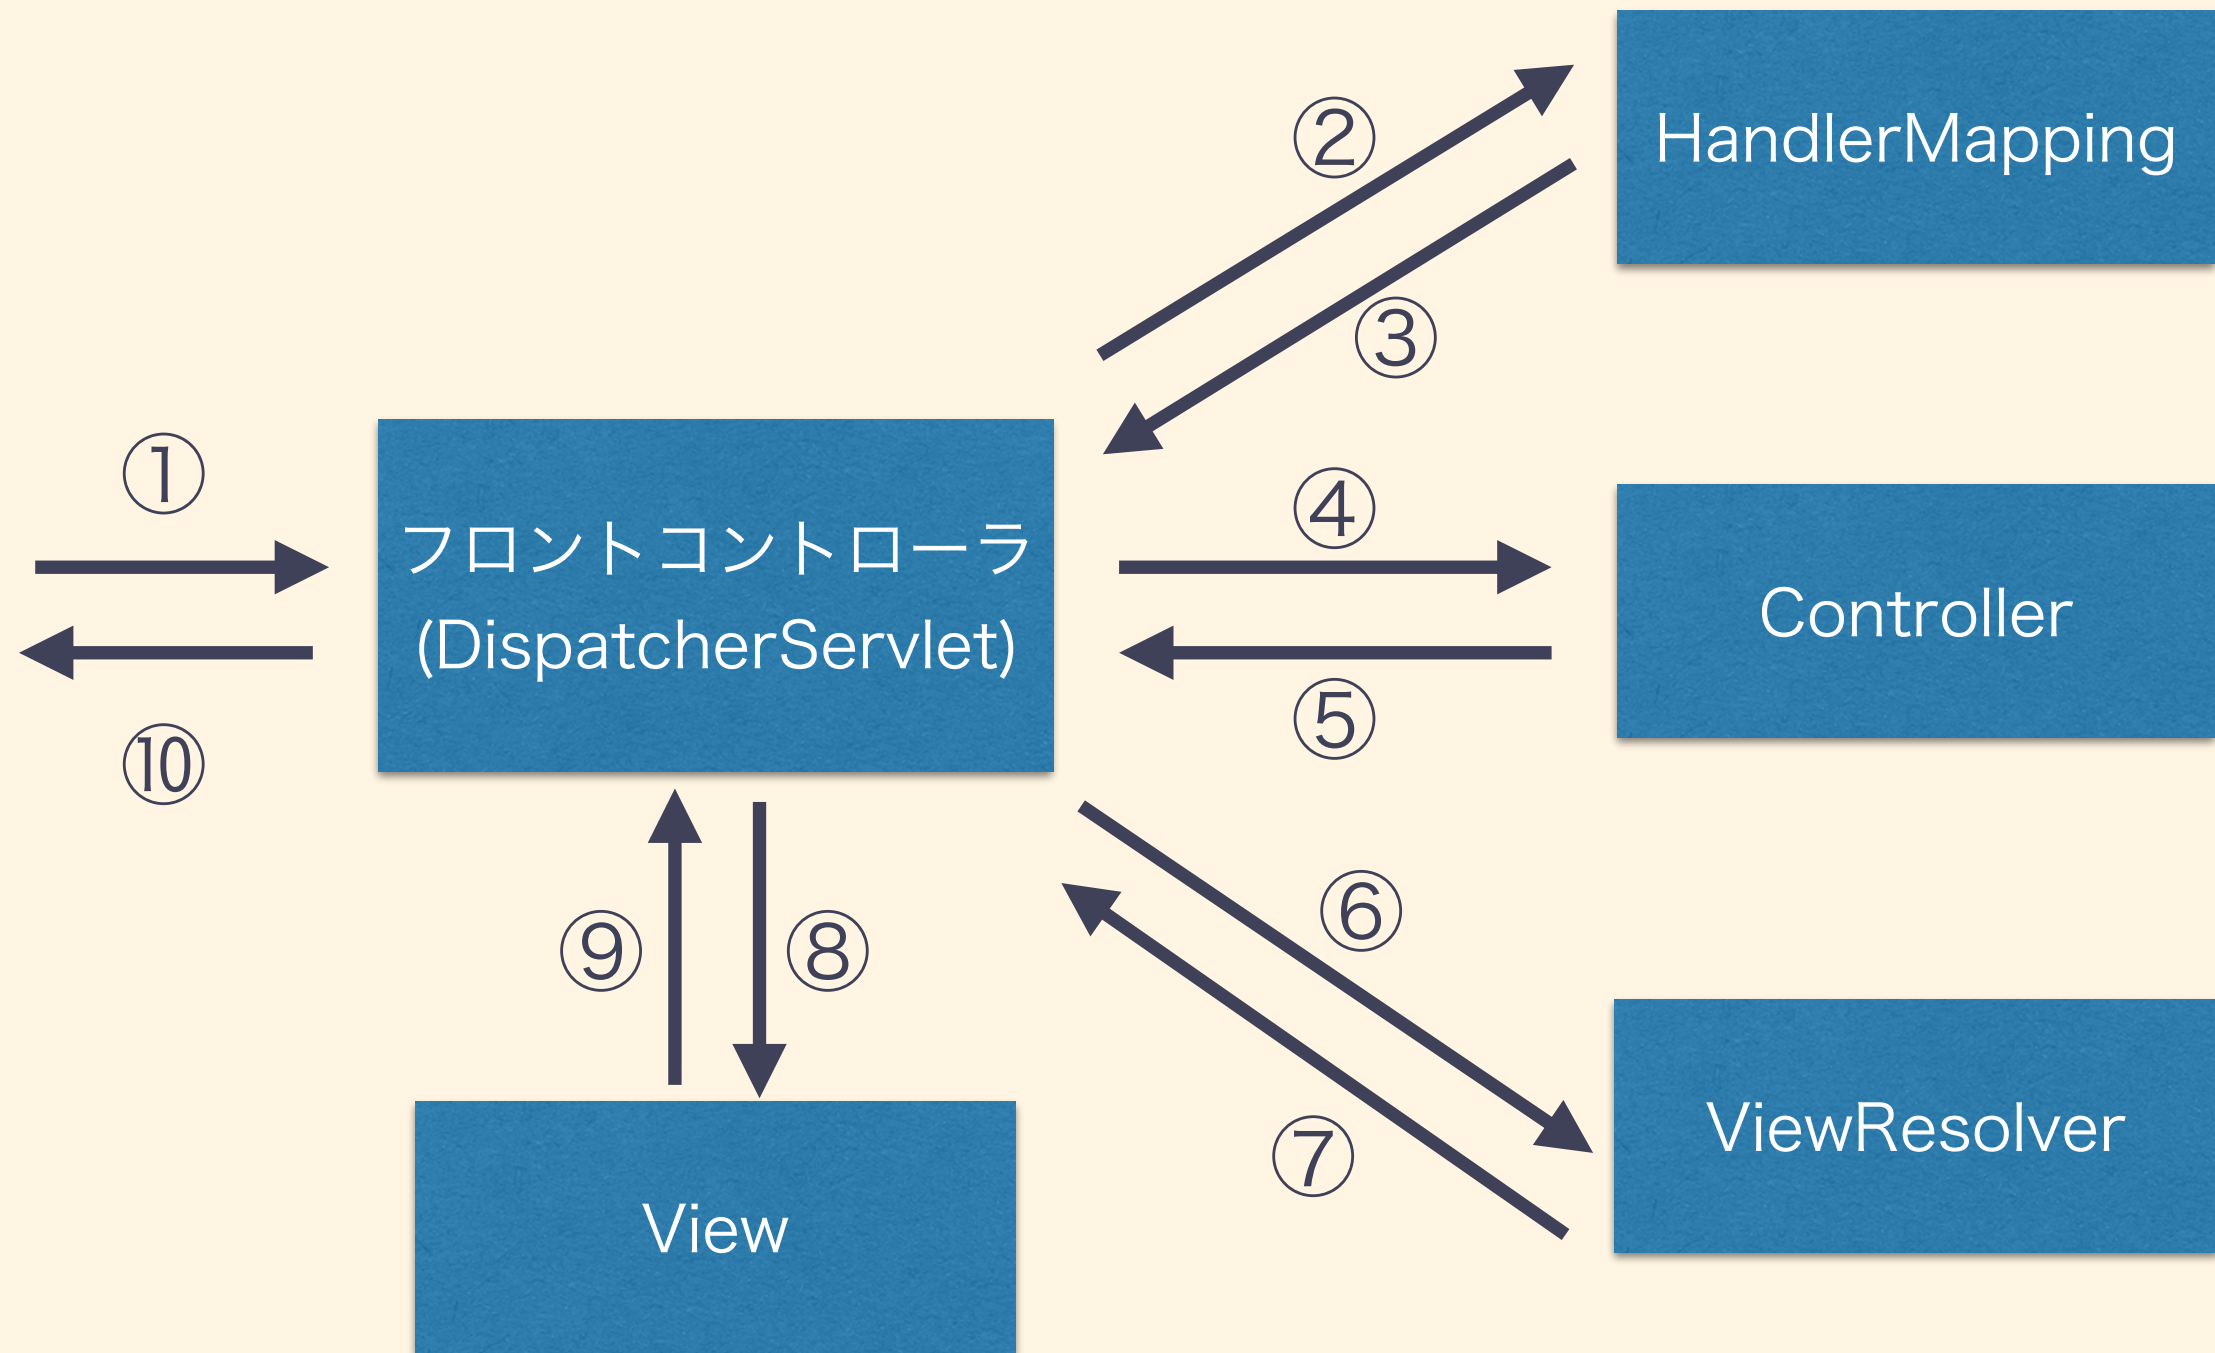 ②
HandlerMapping
③
①
フロントコントローラ
(DispatcherServlet)
④
Controller
⑤
⑩
⑨
⑧
⑥
⑦
ViewResolver
View